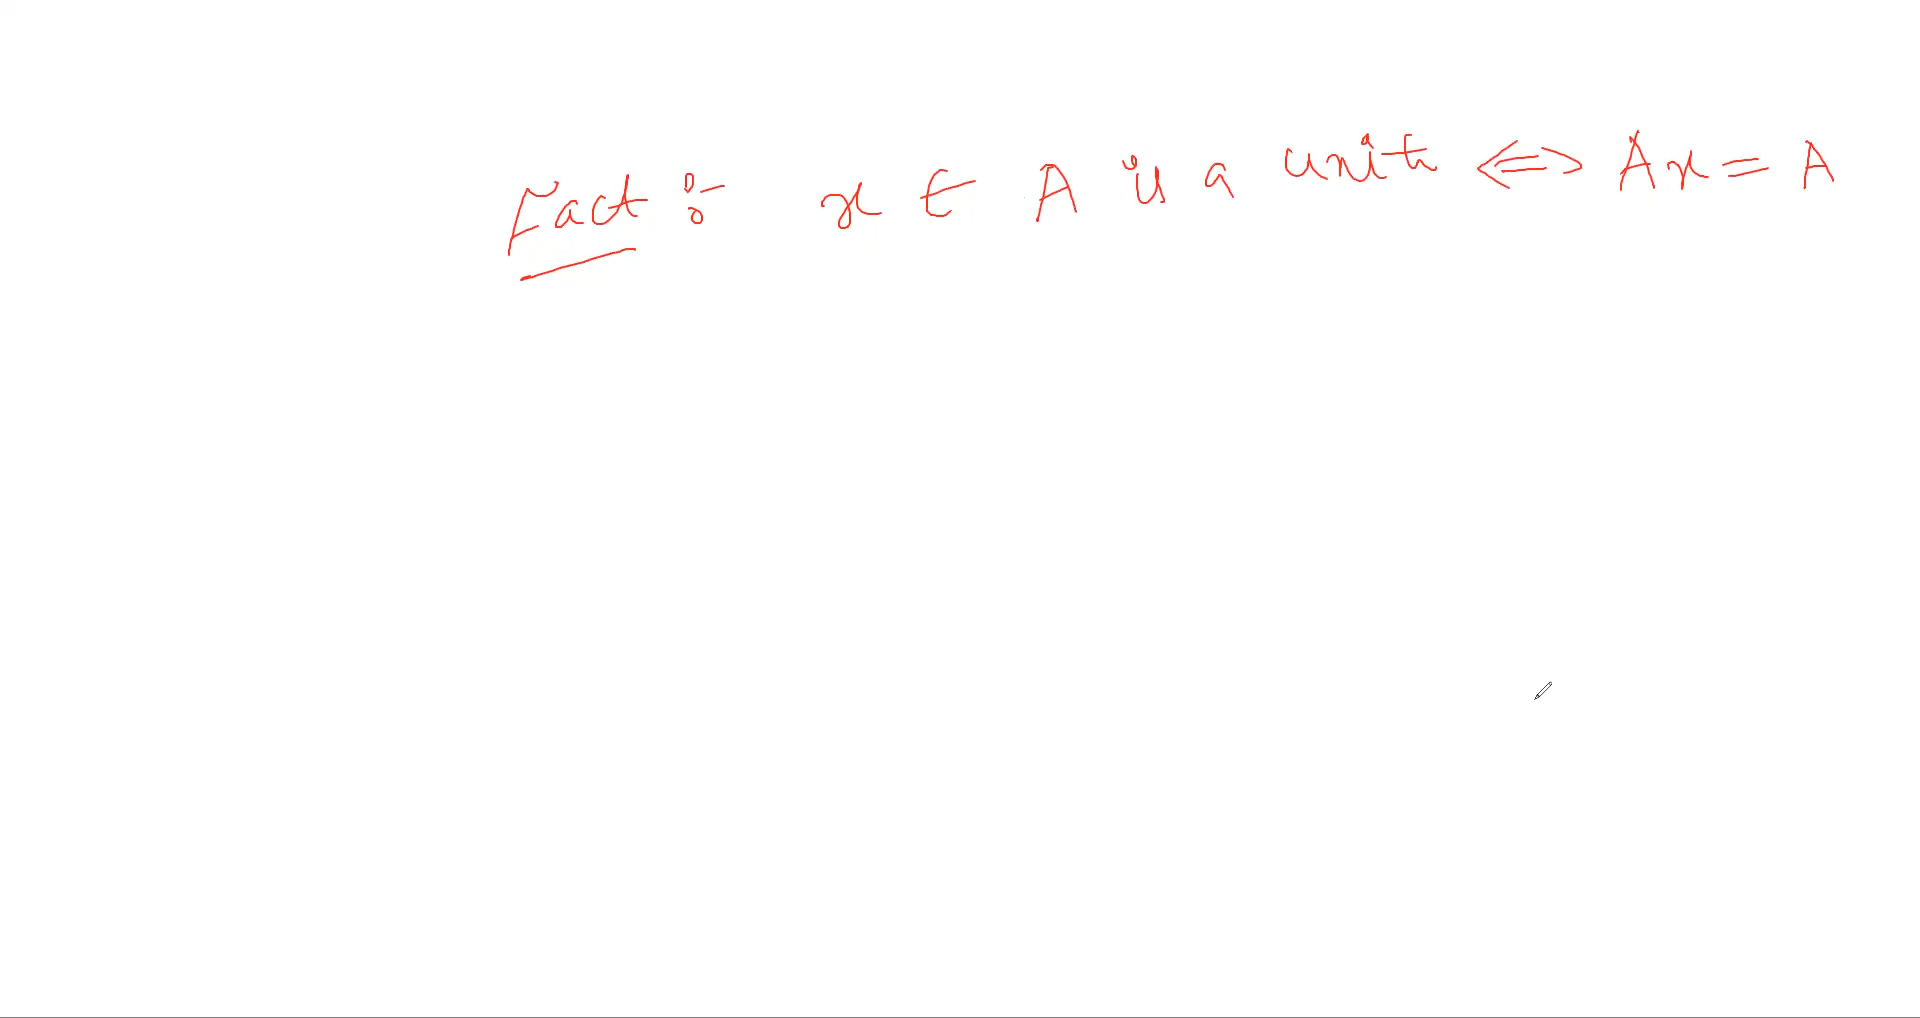 Fact :- x ∈ A is a unit ⟺ Ax = A